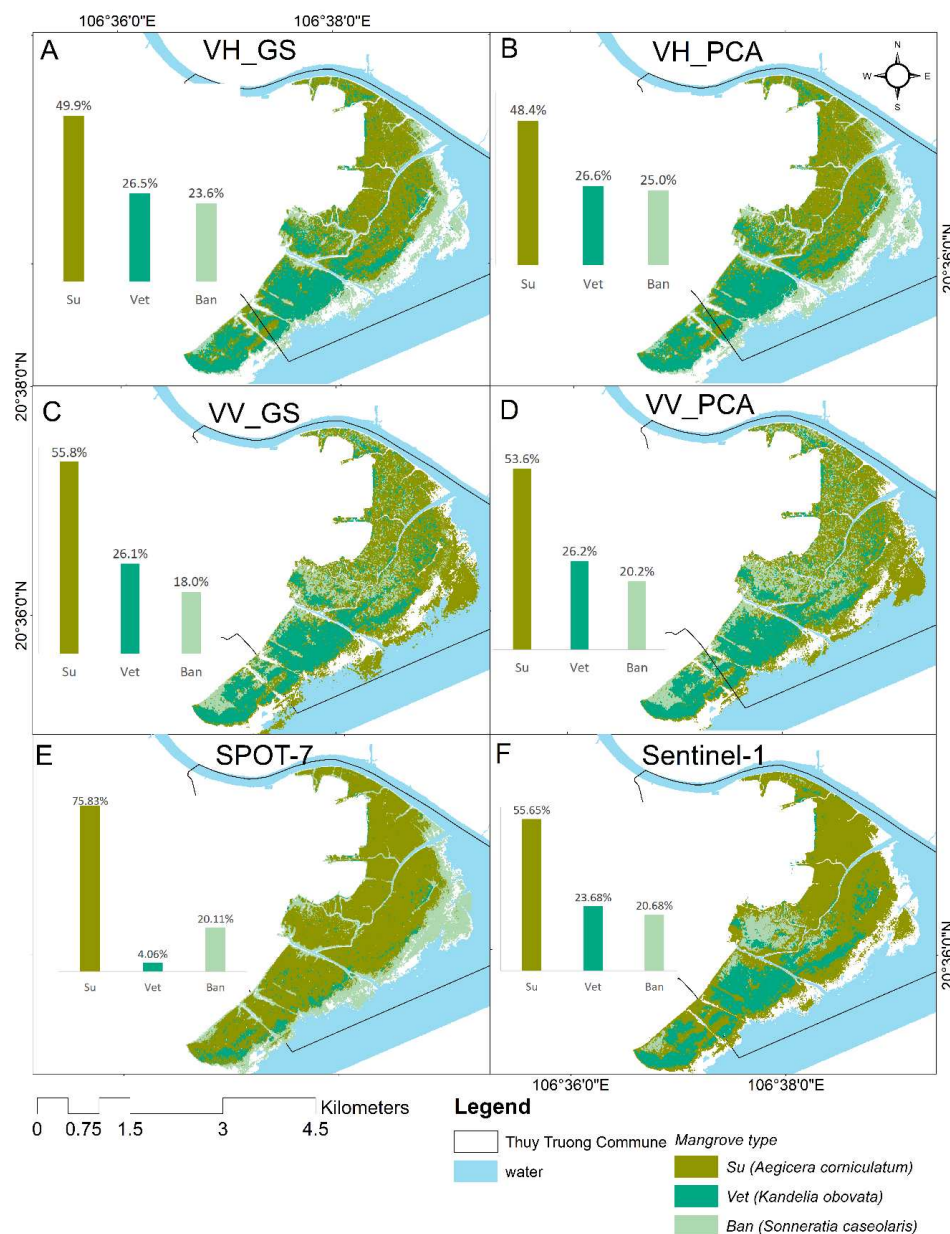 106°36'0"E
106°38'0"E
A
VH_GS
49.9%
26.5%
23.6%
Su
Vet
Ban
B
VH_PCA
N
W
E
S
48.4%
26.6%
25.0%
Su
Vet
Ban
20°36'0"N
20°38'0"N
C
VV_GS
55.8%
26.1%
18.0%
Su
Vet
Ban
20°36'0"N
D
VV_PCA
53.6%
26.2%
20.2%
Su
Vet
Ban
E
SPOT-7
75.83%
4.06%
20.11%
Su
Vet
Ban
F
Sentinel-1
55.65%
23.68%
20.68%
Su
Vet
Ban
20°36'0"N
106°36'0"E
106°38'0"E
Kilometers
0 0.75 1.5 3 4.5
Legend
Thuy Truong Commune
water
Mangrove type
Su (Aegicera corniculatum)
Vet (Kandelia obovata)
Ban (Sonneratia caseolaris)